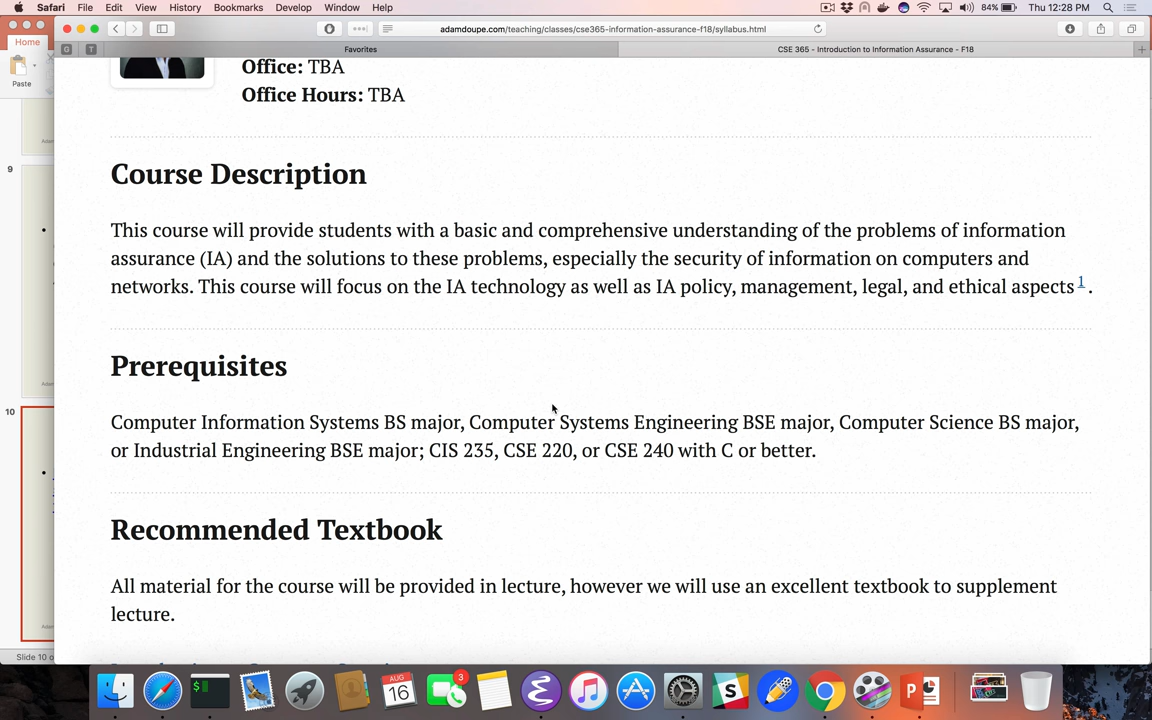 Safari File Edit View History Bookmarks Develop Window Help 84% Thu 12:28 PM
Home
adamdoupe.com/teaching/classes/cse365-information-assurance-f18/syllabus.html
G T Favorites CSE 365 - Introduction to Information Assurance - F18
Paste
Office: TBA
Office Hours: TBA
Adam
9
Course Description
This course will provide students with a basic and comprehensive understanding of the problems of information
assurance (IA) and the solutions to these problems, especially the security of information on computers and
networks. This course will focus on the IA technology as well as IA policy, management, legal, and ethical aspects 1 .
Prerequisites
Adam
10
Computer Information Systems BS major, Computer Systems Engineering BSE major, Computer Science BS major,
or Industrial Engineering BSE major; CIS 235, CSE 220, or CSE 240 with C or better.
Recommended Textbook
All material for the course will be provided in lecture, however we will use an excellent textbook to supplement
lecture.
Adam
Slide 10 o
AUG
16
3
$
S
P